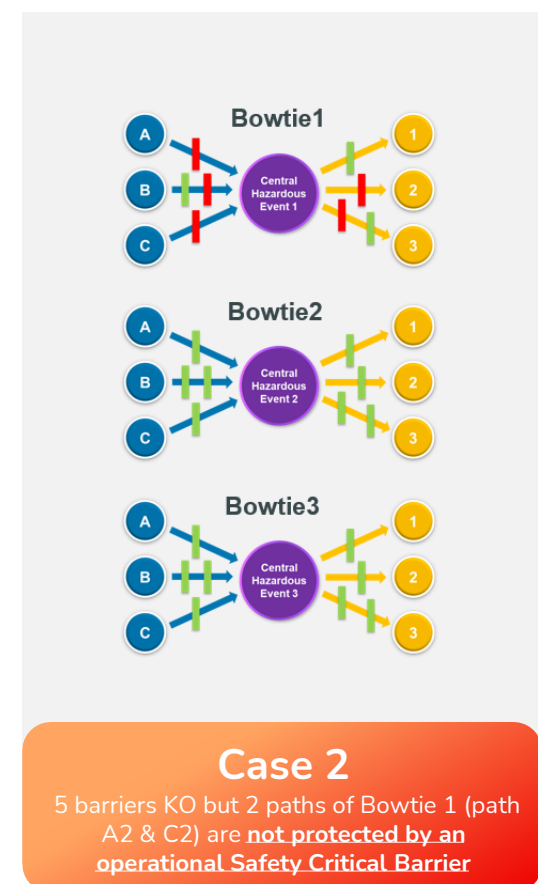 Bowtie1
A
1
B
Central
Hazardous
Event 1
2
C
3
Bowtie2
A
1
B
Central
Hazardous
Event 2
2
C
3
Bowtie3
A
1
B
Central
Hazardous
Event 3
2
C
3
Case 2
5 barriers KO but 2 paths of Bowtie 1 (path
A2 & C2) are not protected by an
operational Safety Critical Barrier